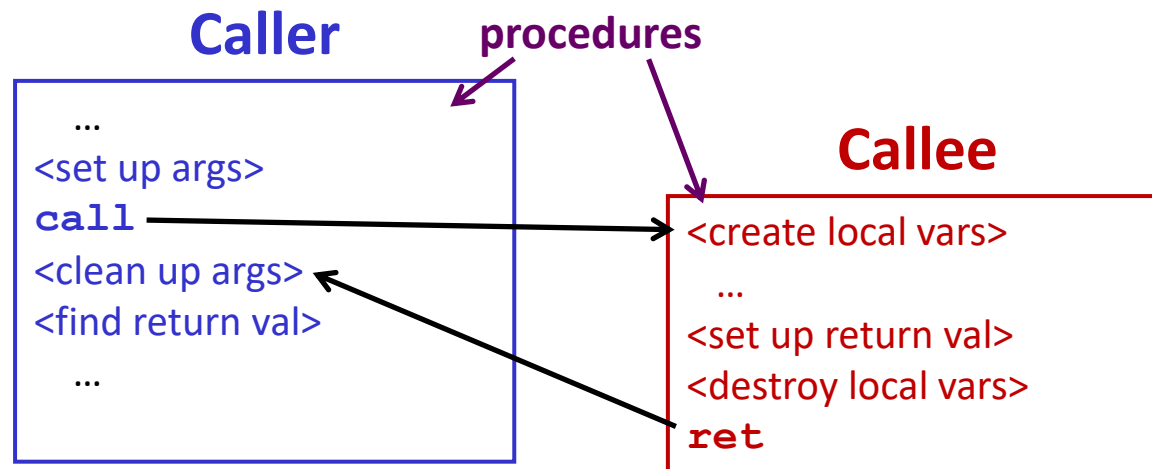 Caller
procedures
...
<set up args>
call
<clean up args>
<find return val>
...
Callee
<create local vars>
...
<set up return val>
<destroy local vars>
ret